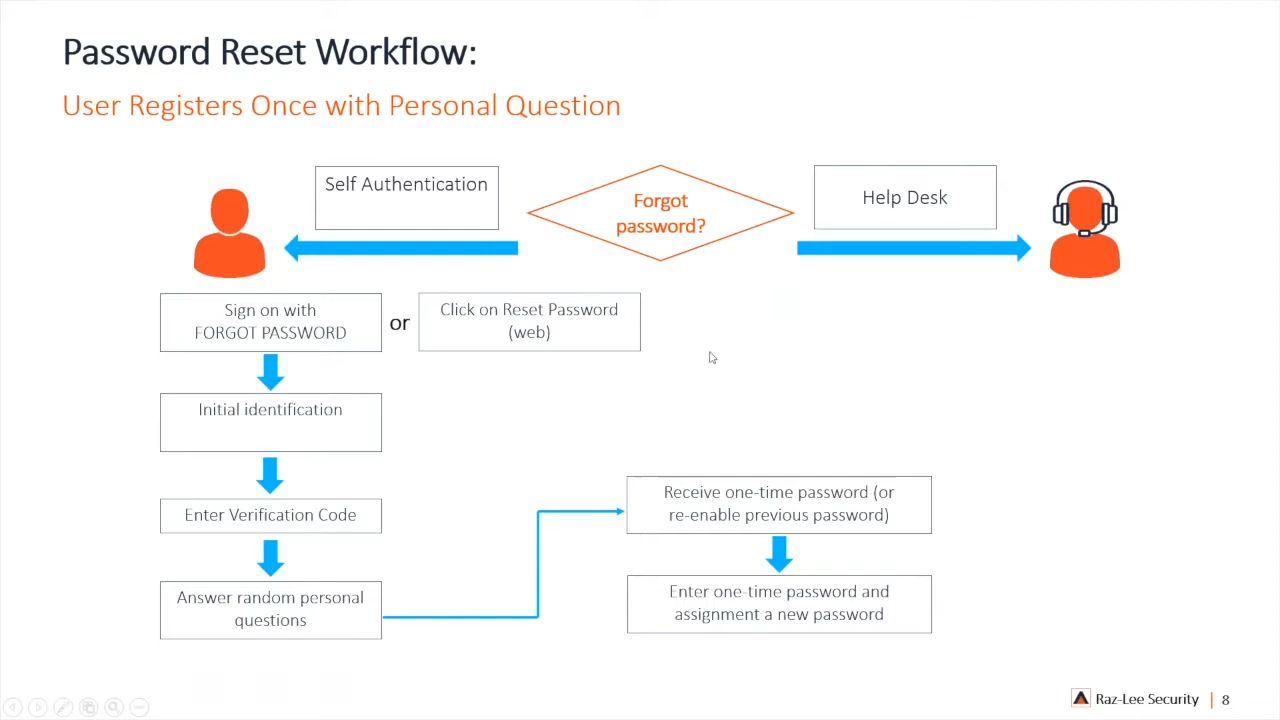 Password Reset Workflow:
User Registers Once with Personal Question
Self Authentication
Forgot
password?
Help Desk
Sign on with
FORGOT PASSWORD
or
Click on Reset Password
(web)
Initial identification
Enter Verification Code
Answer random personal
questions
Receive one-time password (or
re-enable previous password)
Enter one-time password and
assignment a new password
Raz-Lee Security | 8